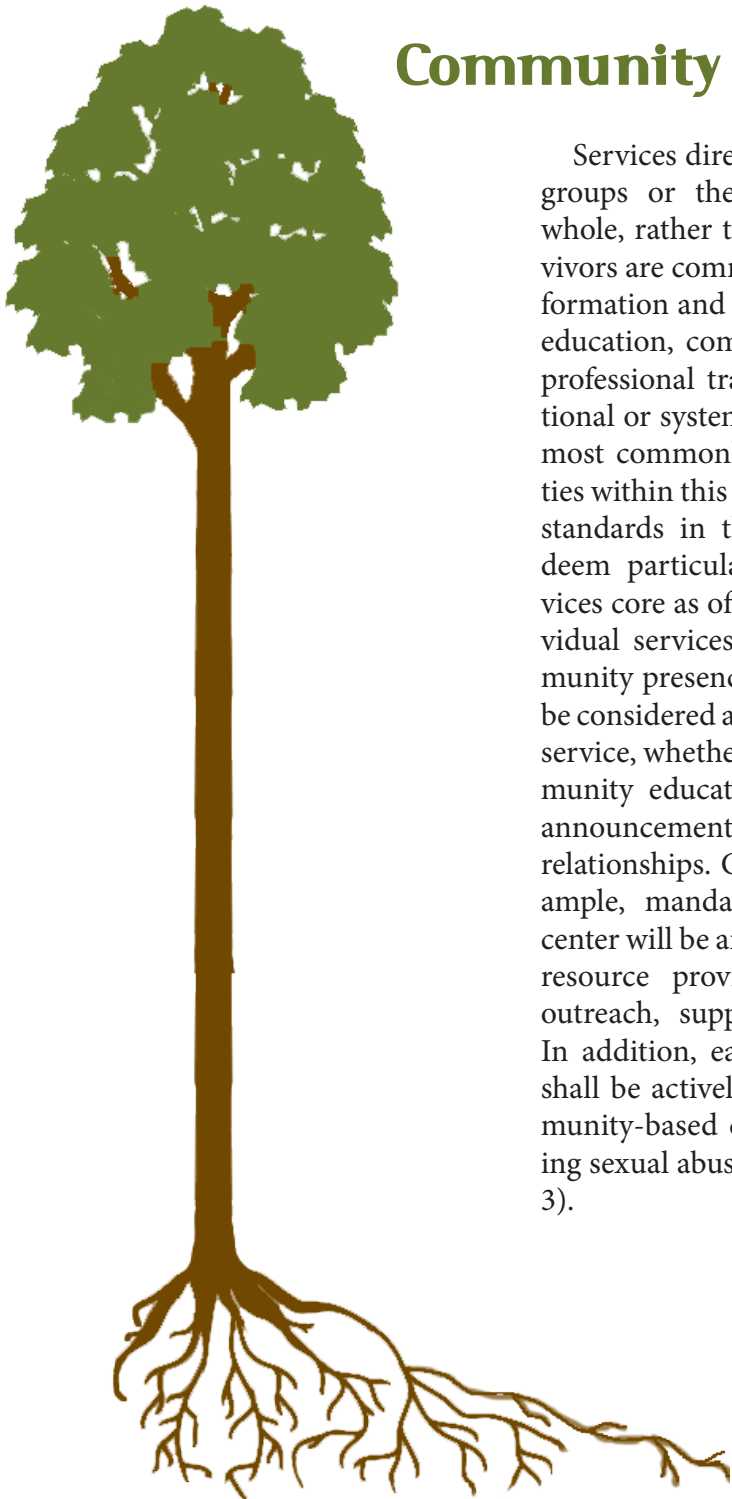 Community
Services dire
groups or the
whole, rather t
vivors are comm
formation and
education, com
professional tra
tional or system
most commonl
ties within this
standards in t
deem particula
vices core as of
vidual services
munity presenc
be considered a
service, whethe
munity educat
announcement
relationships. C
ample, manda
center will be a
resource provi
outreach, supp
In addition, ea
shall be activel
munity-based c
ing sexual abus
3).